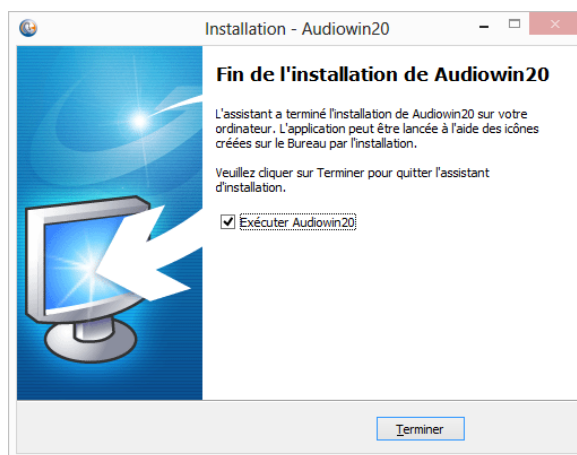 Installation - Audiowin20
Fin de l'installation de Audiowin20
L'assistant a terminé l'installation de Audiowin20 sur votre
ordinateur. L'application peut être lancée à l'aide des icônes
créées sur le Bureau par l'installation.
Veuillez cliquer sur Terminer pour quitter l'assistant
d'installation.
Exécuter Audiowin20
Terminer